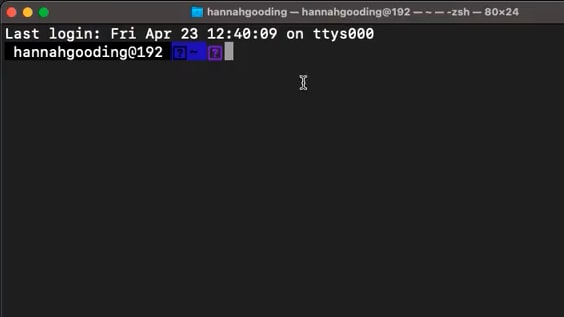 hannahgooding — hannahgooding@192 — ~ — -zsh — 80×24
Last login: Fri Apr 23 12:40:09 on ttys000
hannahgooding@192 ? ~ ?